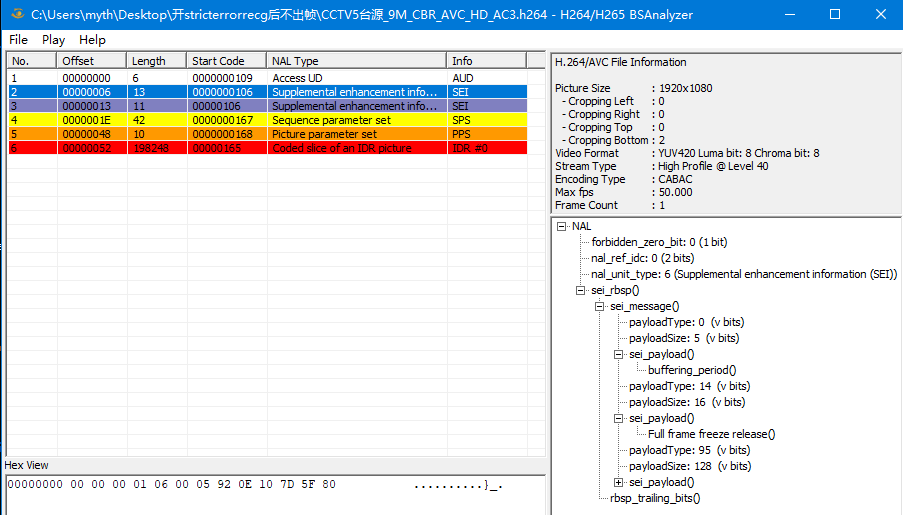 C:\Users\myth\Desktop\开stricterrorrecg后不出帧\CCTV5台源_9M_CBR_AVC_HD_AC3.h264 - H264/H265 BSAnalyzer
File Play Help
No. Offset Length Start Code NAL Type Info
1 00000000 6 0000000109 Access UD AUD
2 00000006 13 0000000106 Supplemental enhancement info... SEI
3 00000013 11 00000106 Supplemental enhancement info... SEI
4 0000001E 42 0000000167 Sequence parameter set SPS
5 00000048 10 0000000168 Picture parameter set PPS
6 00000052 198248 00000165 Coded slice of an IDR picture IDR #0
Hex View
00000000 00 00 00 01 06 00 05 92 0E 10 7D 5F 80 ..........}_.
H.264/AVC File Information
Picture Size : 1920x1080
- Cropping Left : 0
- Cropping Right : 0
- Cropping Top : 0
- Cropping Bottom : 2
Video Format : YUV420 Luma bit: 8 Chroma bit: 8
Stream Type : High Profile @ Level 40
Encoding Type : CABAC
Max fps : 50.000
Frame Count : 1
NAL
forbidden_zero_bit: 0 (1 bit)
nal_ref_idc: 0 (2 bits)
nal_unit_type: 6 (Supplemental enhancement information (SEI))
sei_rbsp()
sei_message()
payloadType: 0 (v bits)
payloadSize: 5 (v bits)
sei_payload()
buffering_period()
payloadType: 14 (v bits)
payloadSize: 16 (v bits)
sei_payload()
Full frame freeze release()
payloadType: 95 (v bits)
payloadSize: 128 (v bits)
sei_payload()
rbsp_trailing_bits()